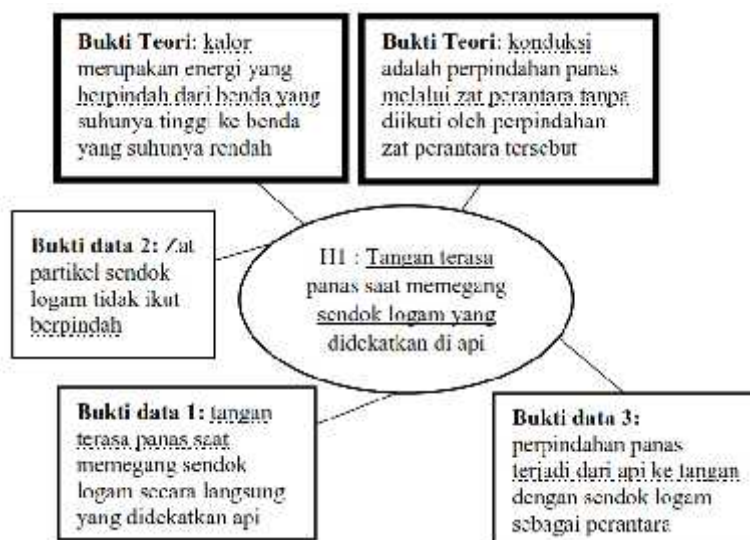 Bukti Teori: kalor
merupakan energi yang
berpindah dari benda yang
suhunya tinggi ke benda
yang suhunya rendah
Bukti Teori: konduksi
adalah perpindahan panas
melalui zat perantara tanpa
diikuti oleh perpindahan
zat perantara tersebut
Bukti data 2: Zat
partikel sendok
logam tidak ikut
berpindah
H1 : Tangan terasa
panas saat memegang
sendok logam yang
didekatkan di api
Bukti data 1: tangan
terasa panas saat
memegang sendok
logam secara langsung
yang didekatkan api
Bukti data 3:
perpindahan panas
terjadi dari api ke tangan
dengan sendok logam
sebagai perantara